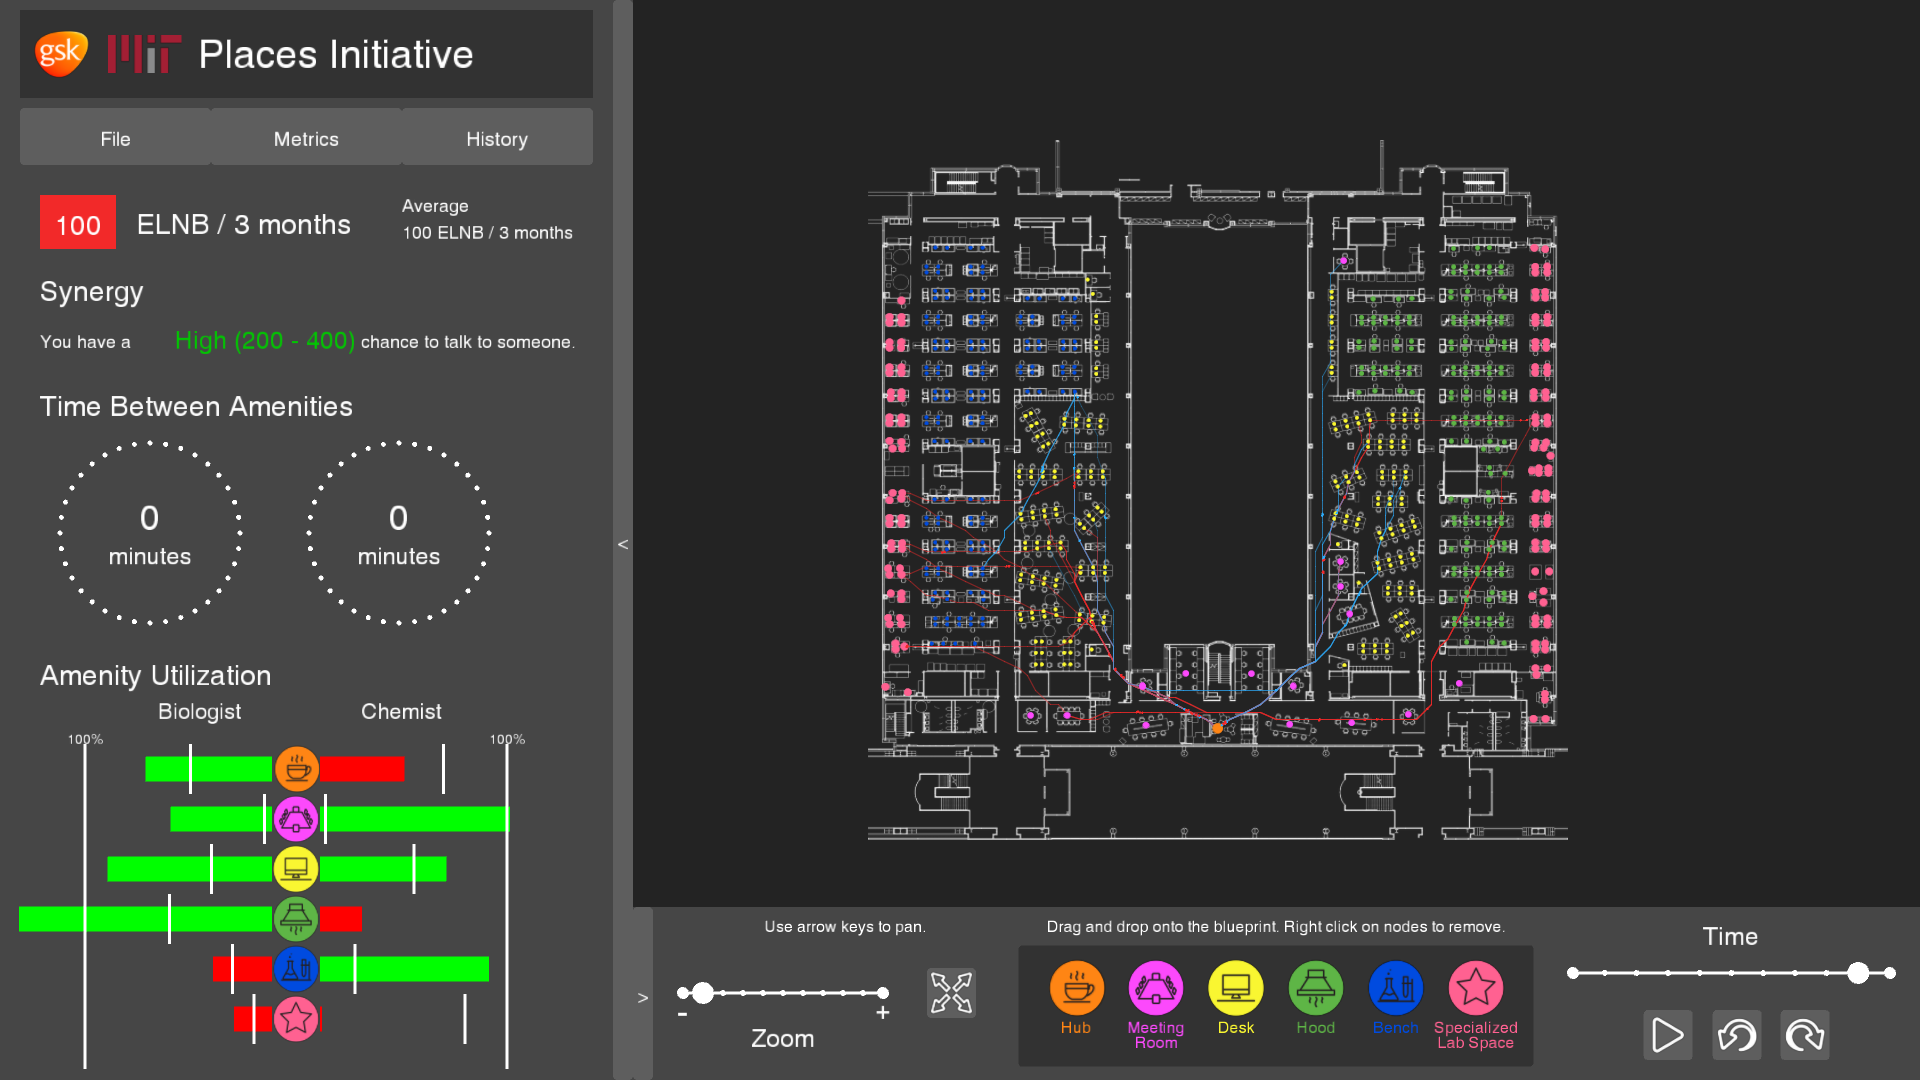 gsk MIT Places Initiative
File Metrics History
100 ELNB / 3 months
Average
100 ELNB / 3 months
Synergy
You have a High (200 - 400) chance to talk to someone.
Time Between Amenities
0
minutes
0
minutes
Amenity Utilization
Biologist Chemist
100% 100%
<
>
Use arrow keys to pan.
- +
Zoom
Drag and drop onto the blueprint. Right click on nodes to remove.
Hub
Meeting Room
Desk
Hood
Bench
Specialized Lab Space
Time